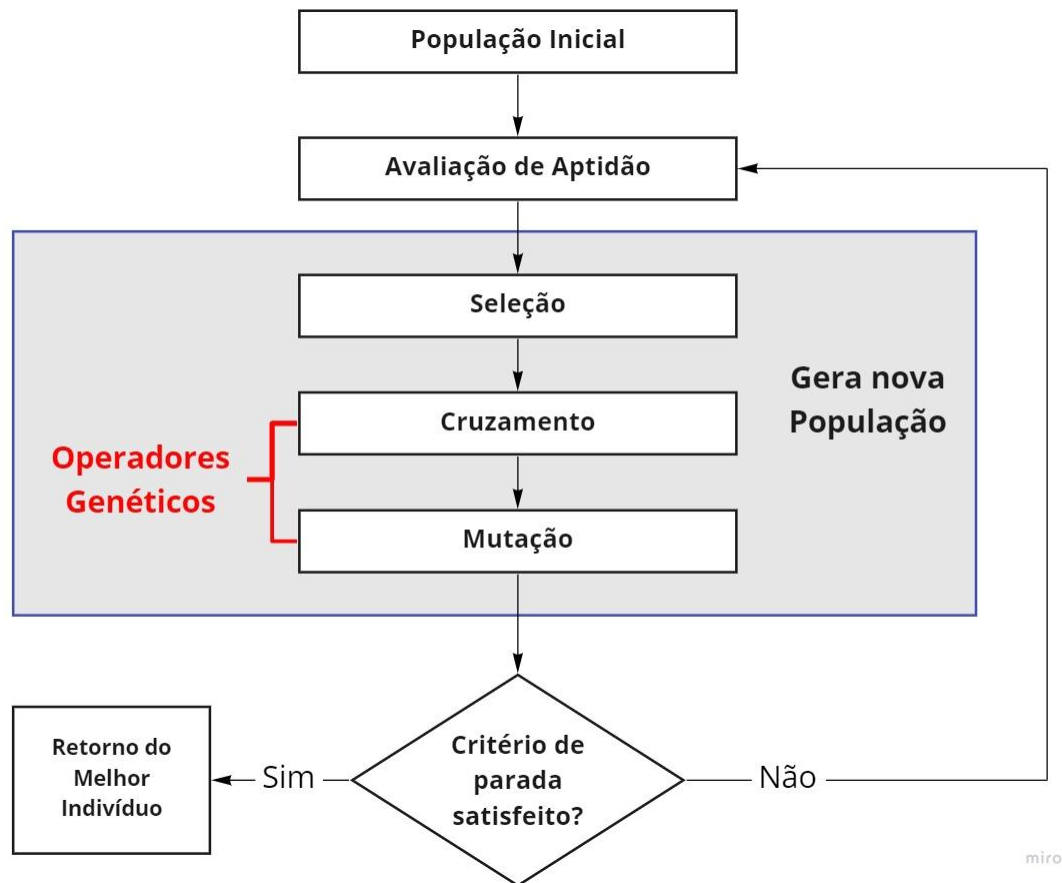 População Inicial
Avaliação de Aptidão
Seleção
Gera nova
População
Cruzamento
Operadores
Genéticos
Mutação
Critério de
parada
satisfeito?
Sim
Não
Retorno do
Melhor
Indivíduo
miro